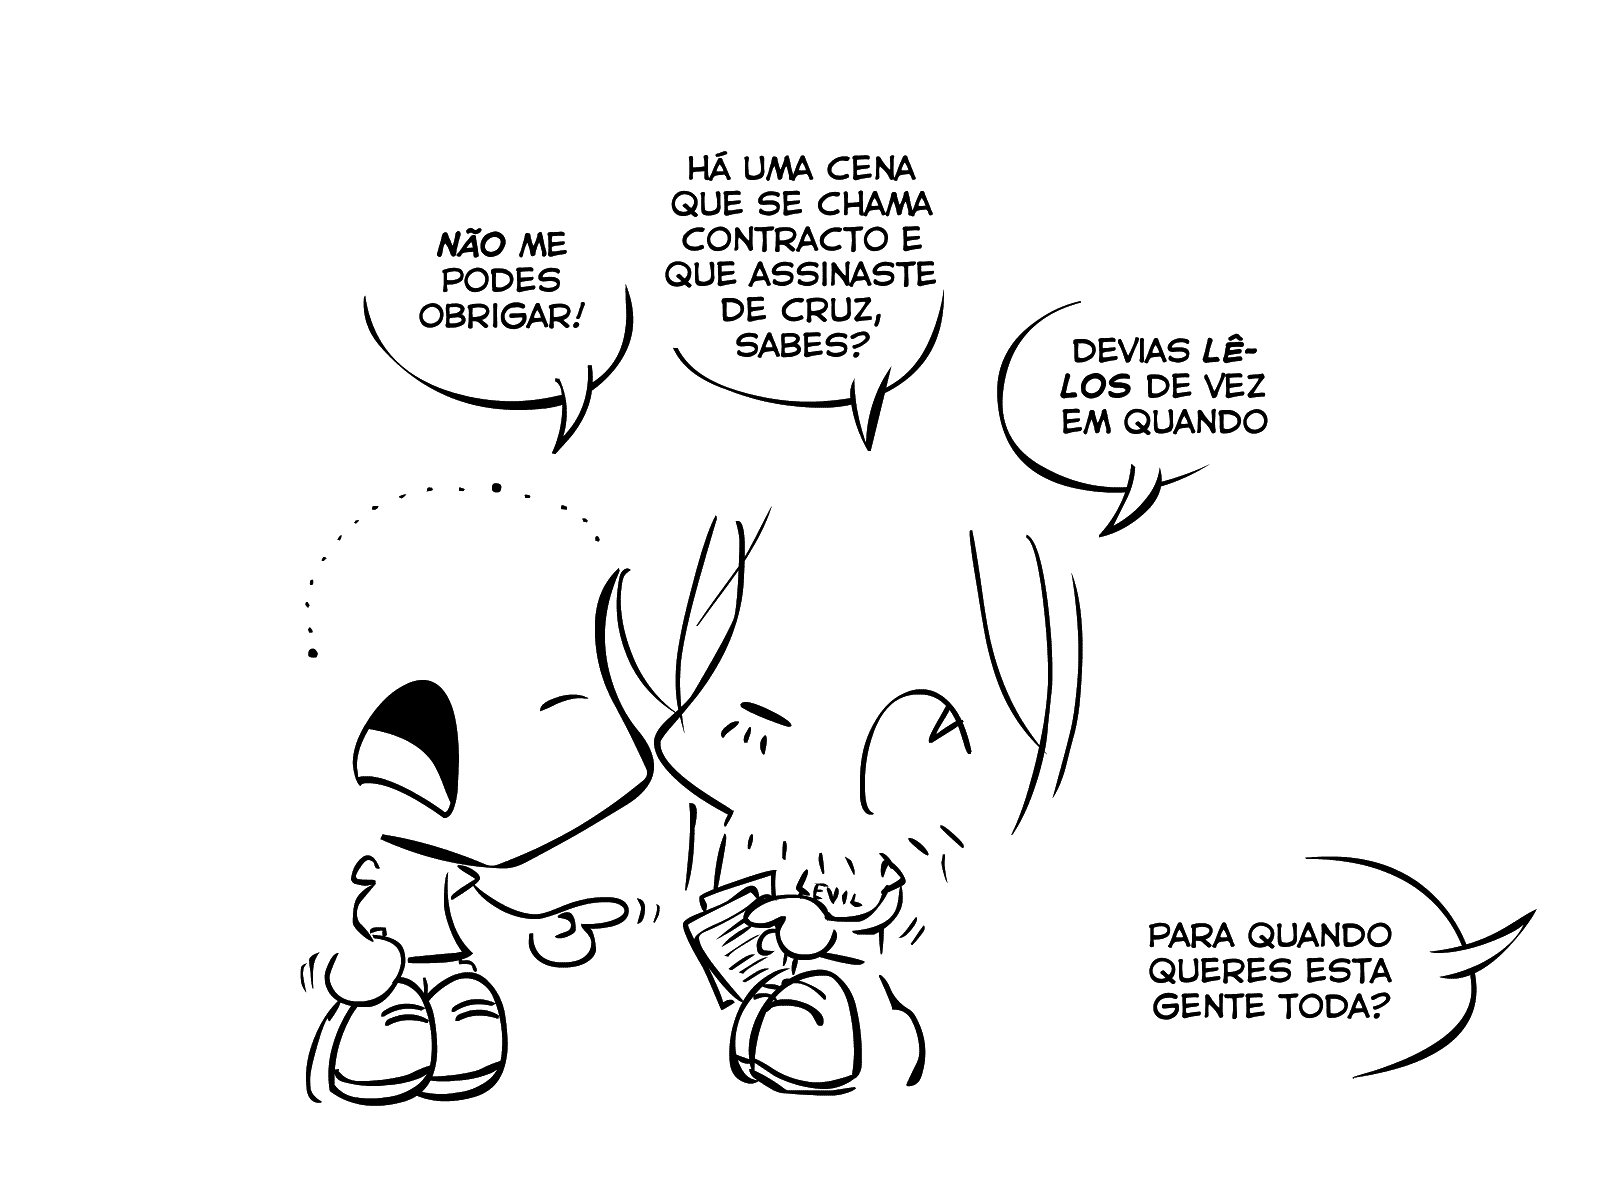 NÃO ME
PODES
OBRIGAR!
HÁ UMA CENA
QUE SE CHAMA
CONTRACTO E
QUE ASSINASTE
DE CRUZ,
SABES?
DEVIAS LÊ-
LOS DE VEZ
EM QUANDO
EVIL
PARA QUANDO
QUERES ESTA
GENTE TODA?